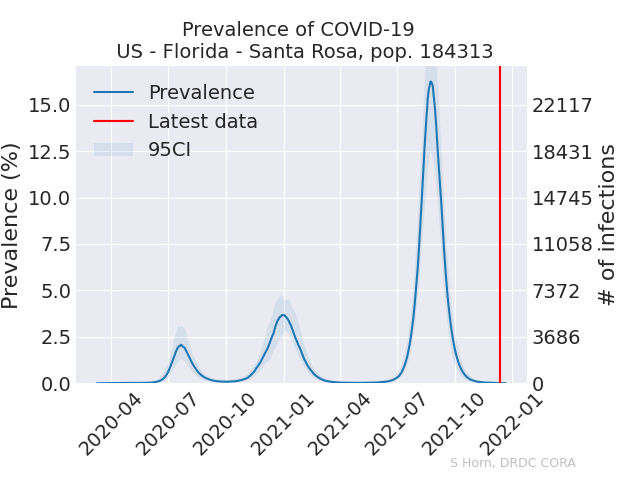 Prevalence of COVID-19
US - Florida - Santa Rosa, pop. 184313
Prevalence
Latest data
95CI
Prevalence (%)
15.0
12.5
10.0
7.5
5.0
2.5
0.0
22117
18431
14745
11058
7372
3686
0
# of infections
2020-04
2020-07
2020-10
2021-01
2021-04
2021-07
2021-10
2022-01
S Horn, DRDC CORA